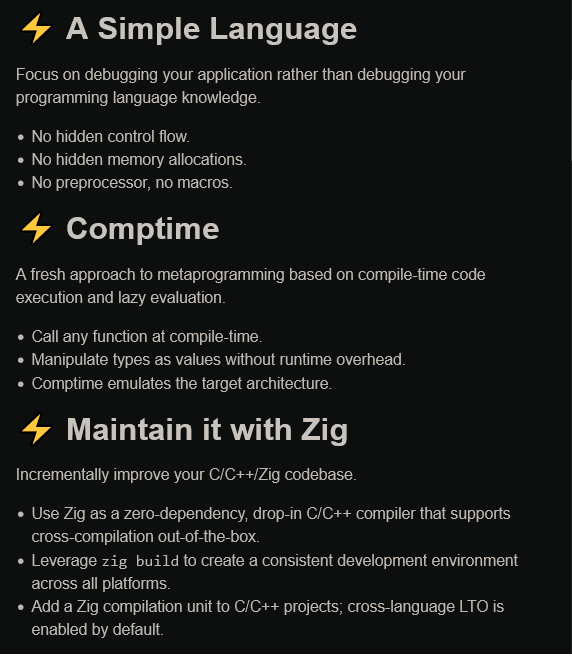 ⚡ A Simple Language
Focus on debugging your application rather than debugging your
programming language knowledge.
• No hidden control flow.
• No hidden memory allocations.
• No preprocessor, no macros.
⚡ Comptime
A fresh approach to metaprogramming based on compile-time code
execution and lazy evaluation.
• Call any function at compile-time.
• Manipulate types as values without runtime overhead.
• Comptime emulates the target architecture.
⚡ Maintain it with Zig
Incrementally improve your C/C++/Zig codebase.
• Use Zig as a zero-dependency, drop-in C/C++ compiler that supports
cross-compilation out-of-the-box.
• Leverage zig build to create a consistent development environment
across all platforms.
• Add a Zig compilation unit to C/C++ projects; cross-language LTO is
enabled by default.